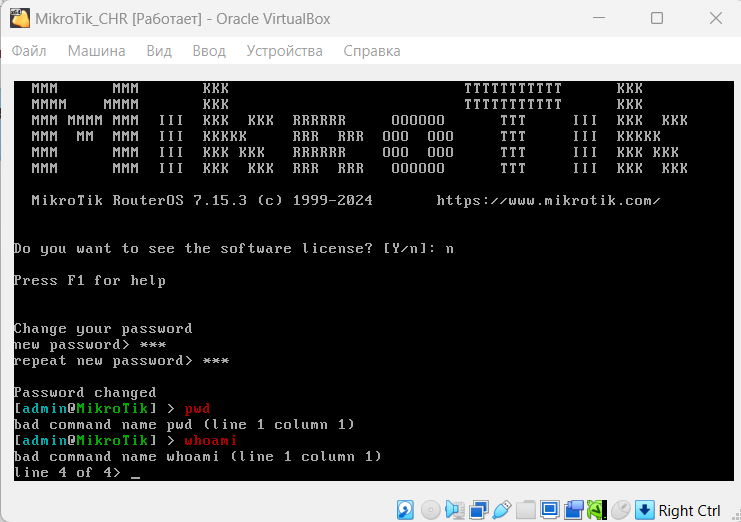 MikroTik_CHR [Работает] - Oracle VirtualBox
Файл Машина Вид Ввод Устройства Справка
MMM MMM KKK TTTTTTTTTTT KKK
MMMM MMMM KKK TTTTTTTTTTT KKK
MMM MMMM MMM III KKK KKK RRRRRR OOOOOO TTT III KKK KKK
MMM MM MMM III KKKKK RRR RRR OOO OOO TTT III KKKKK
MMM MMM III KKK KKK RRRRRR OOO OOO TTT III KKK KKK
MMM MMM III KKK KKK RRR RRR OOOOOO TTT III KKK KKK
MikroTik RouterOS 7.15.3 (c) 1999-2024 https://www.mikrotik.com/
Do you want to see the software license? [Y/n]: n
Press F1 for help
Change your password
new password> ***
repeat new password> ***
Password changed
[admin@MikroTik] > pwd
bad command name pwd (line 1 column 1)
[admin@MikroTik] > whoami
bad command name whoami (line 1 column 1)
line 4 of 4> _
Right Ctrl